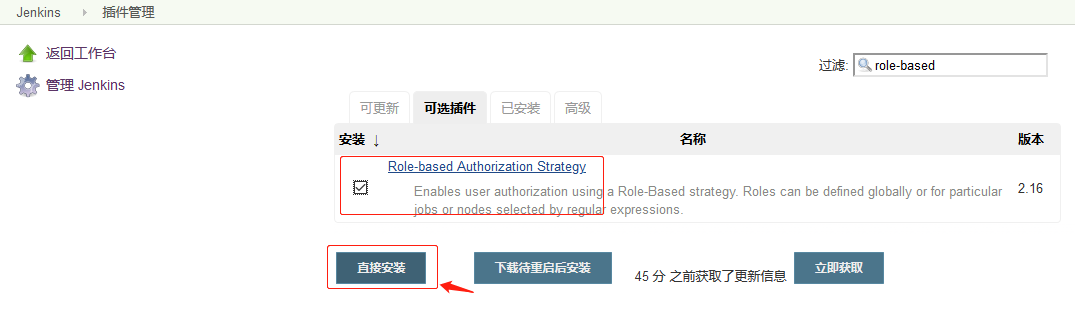 Jenkins 插件管理
返回工作台
管理 Jenkins
过滤: role-based
可更新 可选插件 已安装 高级
安装 ↓ 名称 版本
Role-based Authorization Strategy
Enables user authorization using a Role-Based strategy. Roles can be defined globally or for particular
jobs or nodes selected by regular expressions.
2.16
直接安装 下载待重启后安装 45 分 之前获取了更新信息 立即获取